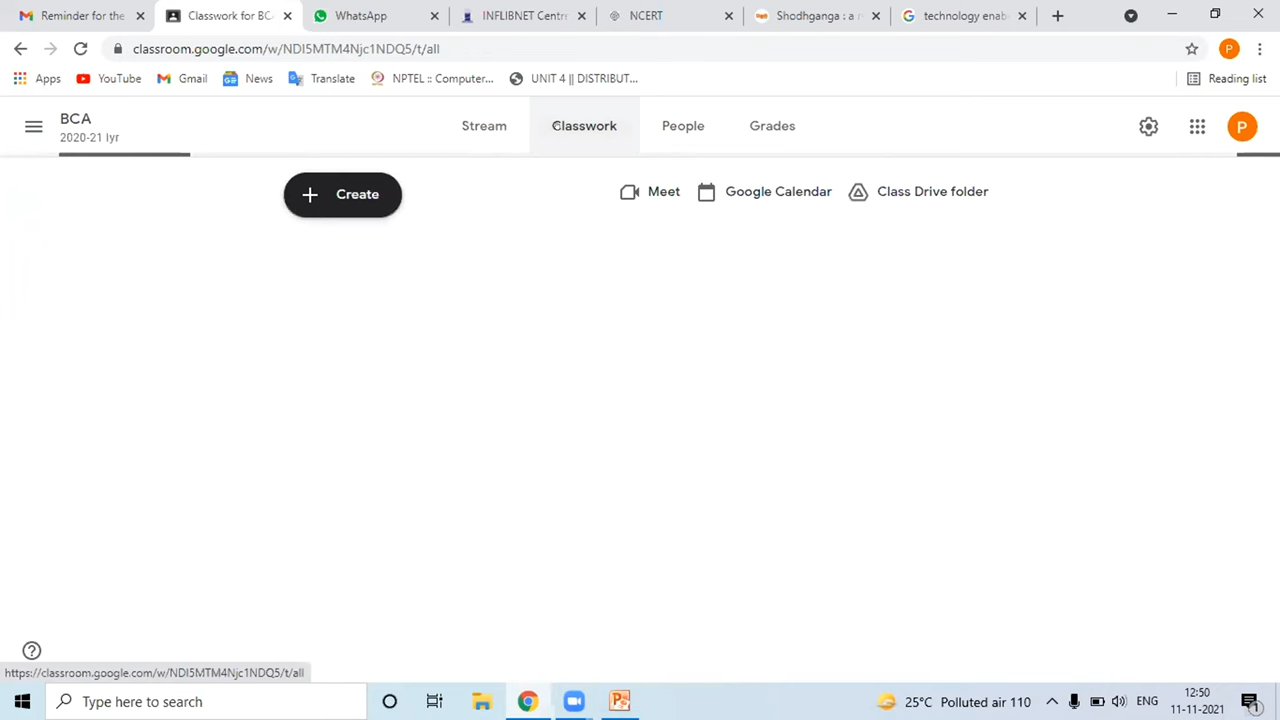 Reminder for the
Classwork for BC
WhatsApp
INFLIBNET Centr
NCERT
Shodhganga : a r
technology enab
classroom.google.com/w/NDI5MTM4Njc1NDQ5/t/all
P
Apps
YouTube
Gmail
News
Translate
NPTEL :: Computer...
UNIT 4 || DISTRIBUT...
Reading list
BCA
2020-21 Iyr
Stream
Classwork
People
Grades
P
Create
Meet
Google Calendar
Class Drive folder
https://classroom.google.com/w/NDI5MTM4Njc1NDQ5/t/all
Type here to search
25°C Polluted air 110
ENG
12:50
11-11-2021